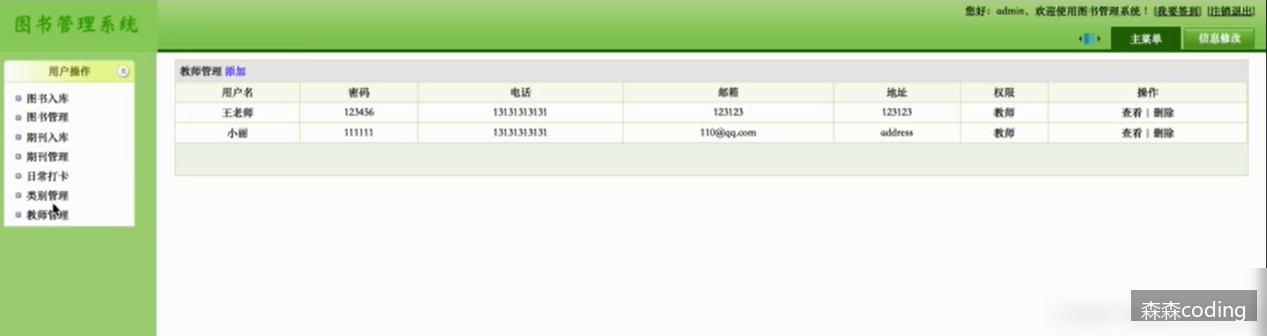 图书管理系统
您好：admin，欢迎使用图书管理系统！ [我要签到] [注销退出]
主菜单 信息修改
用户操作
图书入库
图书管理
期刊入库
期刊管理
日常打卡
类别管理
教师管理
教师管理 添加
用户名 密码 电话 邮箱 地址 权限 操作
王老师 123456 13131313131 123123 123123 教师 查看 | 删除
小丽 111111 13131313131 110@qq.com address 教师 查看 | 删除
森森coding